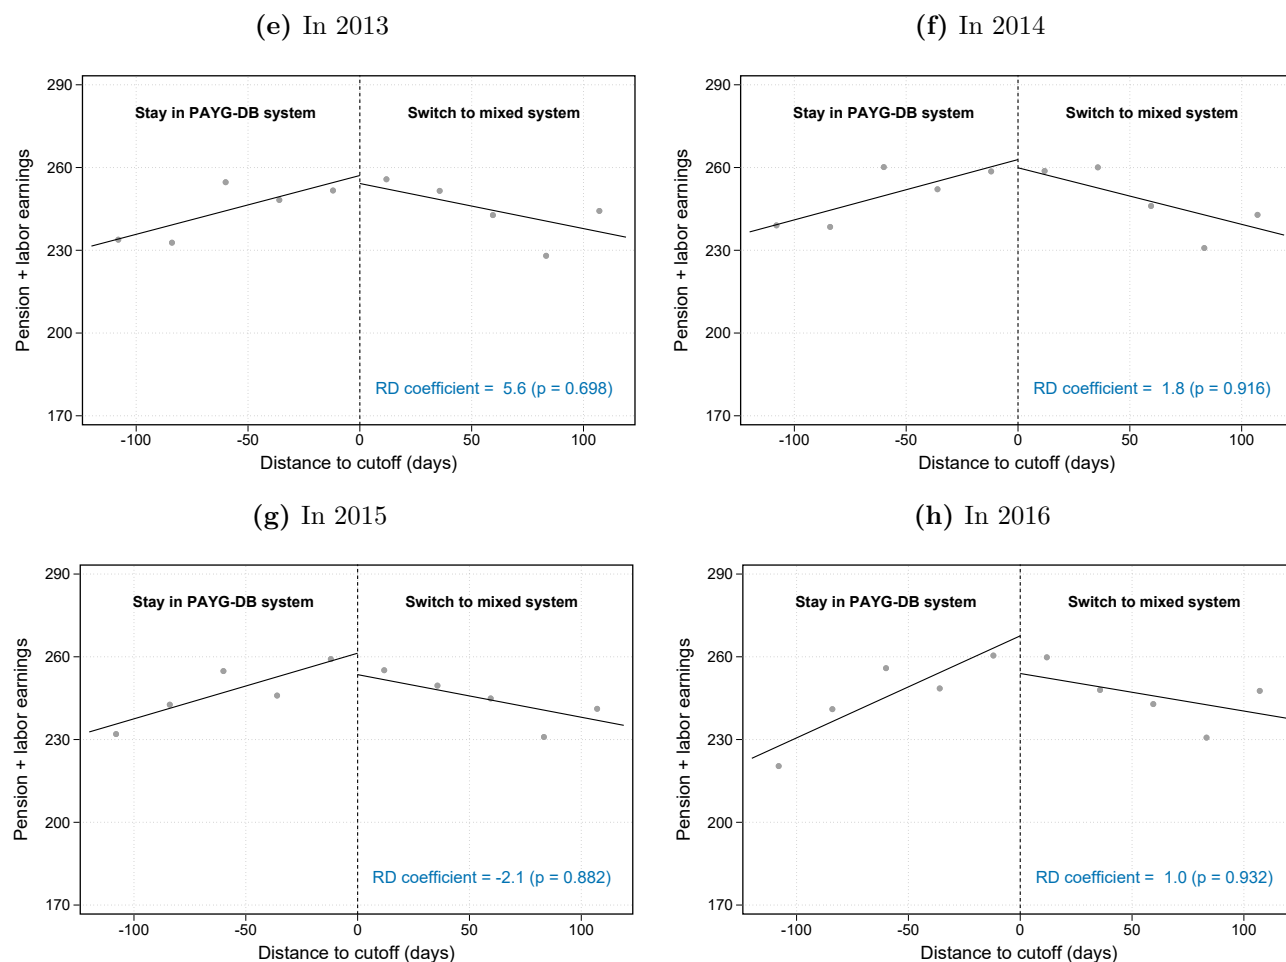 (e) In 2013
290
260
230
200
170
Pension + labor earnings
Stay in PAYG-DB system
Switch to mixed system
RD coefficient = 5.6 (p = 0.698)
-100 -50 0 50 100
Distance to cutoff (days)
(f) In 2014
290
260
230
200
170
Pension + labor earnings
Stay in PAYG-DB system
Switch to mixed system
RD coefficient = 1.8 (p = 0.916)
-100 -50 0 50 100
Distance to cutoff (days)
(g) In 2015
290
260
230
200
170
Pension + labor earnings
Stay in PAYG-DB system
Switch to mixed system
RD coefficient = -2.1 (p = 0.882)
-100 -50 0 50 100
Distance to cutoff (days)
(h) In 2016
290
260
230
200
170
Pension + labor earnings
Stay in PAYG-DB system
Switch to mixed system
RD coefficient = 1.0 (p = 0.932)
-100 -50 0 50 100
Distance to cutoff (days)